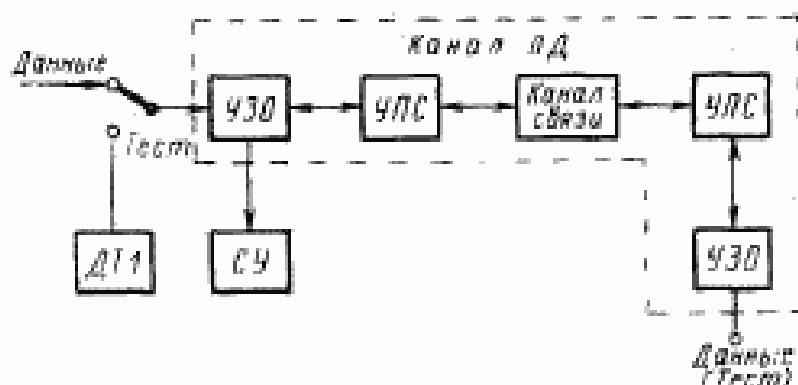 Канал ПД
Данные
УЗО
УПС
Канал
связи
УПС
Тест
ДТ1
СУ
УЗО
Данные
(Тест)